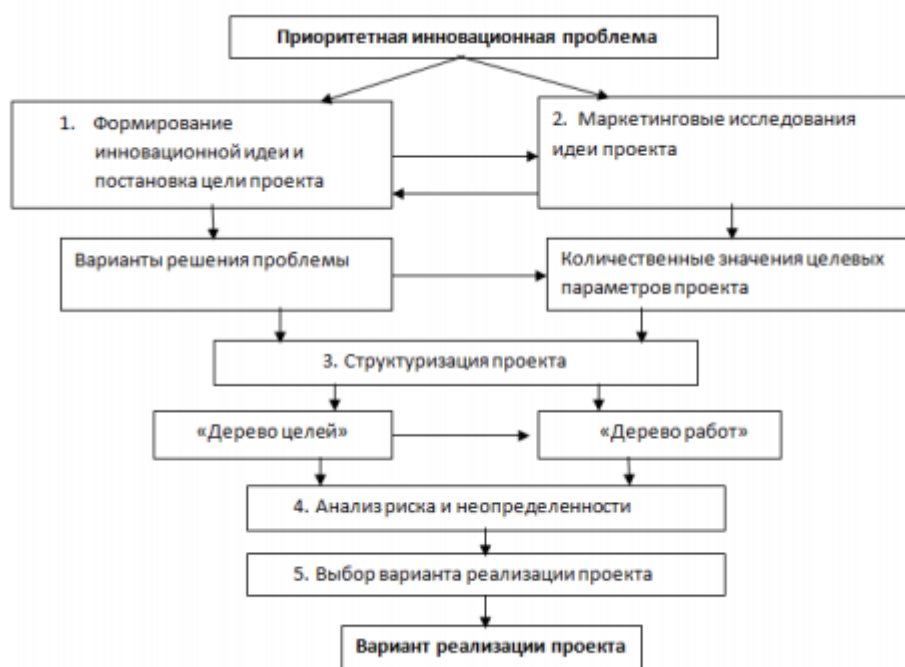 Приоритетная инновационная проблема
1. Формирование
инновационной идеи и
постановка цели проекта
2. Маркетинговые исследования
идеи проекта
Варианты решения проблемы
Количественные значения целевых
параметров проекта
3. Структуризация проекта
«Дерево целей»
«Дерево работ»
4. Анализ риска и неопределенности
5. Выбор варианта реализации проекта
Вариант реализации проекта